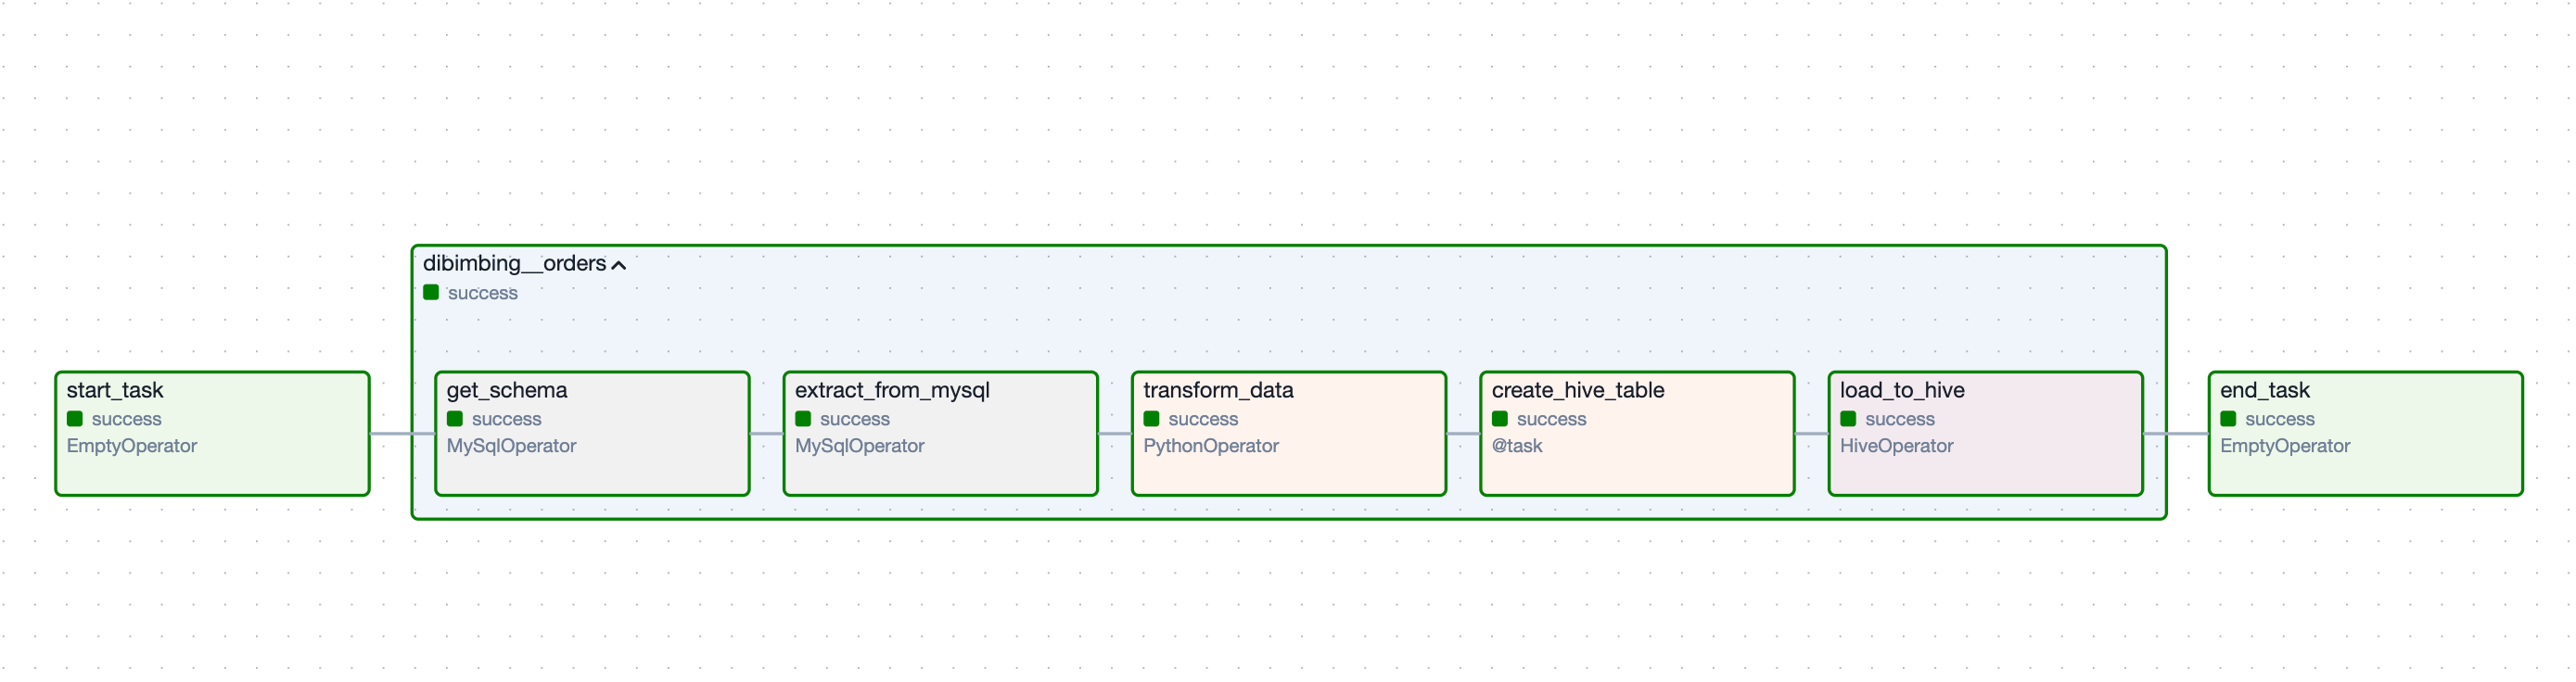 dibimbing__orders
success
start_task
success
EmptyOperator
get_schema
success
MySqlOperator
extract_from_mysql
success
MySqlOperator
transform_data
success
PythonOperator
create_hive_table
success
@task
load_to_hive
success
HiveOperator
end_task
success
EmptyOperator